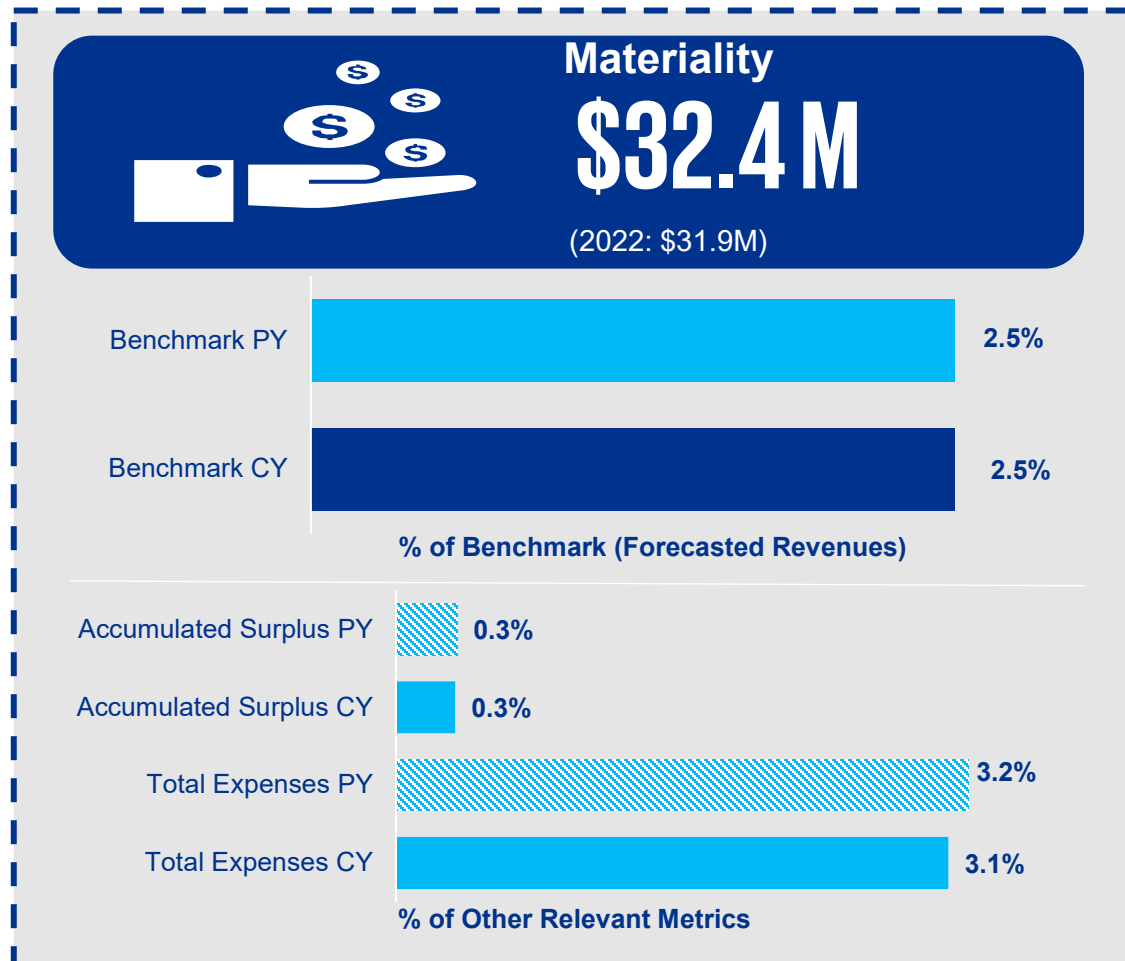 Materiality
$ $ $ $
$32.4 M
(2022: $31.9M)
Benchmark PY 2.5%
Benchmark CY 2.5%
% of Benchmark (Forecasted Revenues)
Accumulated Surplus PY 0.3%
Accumulated Surplus CY 0.3%
Total Expenses PY 3.2%
Total Expenses CY 3.1%
% of Other Relevant Metrics